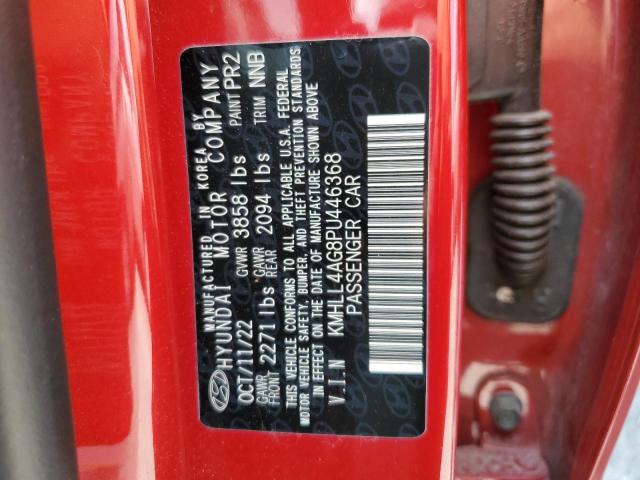 MANUFACTURED IN KOREA BY
HYUNDAI MOTOR COMPANY
OCT/11/22 GVWR 3858 lbs PAINT PR2
GAWR FRONT 2271 lbs GAWR REAR 2094 lbs TRIM NNB
THIS VEHICLE CONFORMS TO ALL APPLICABLE U.S.A. FEDERAL
MOTOR VEHICLE SAFETY, BUMPER, AND THEFT PREVENTION STANDARDS
IN EFFECT ON THE DATE OF MANUFACTURE SHOWN ABOVE
V.I.N KMHLL4AG8PU446368
PASSENGER CAR